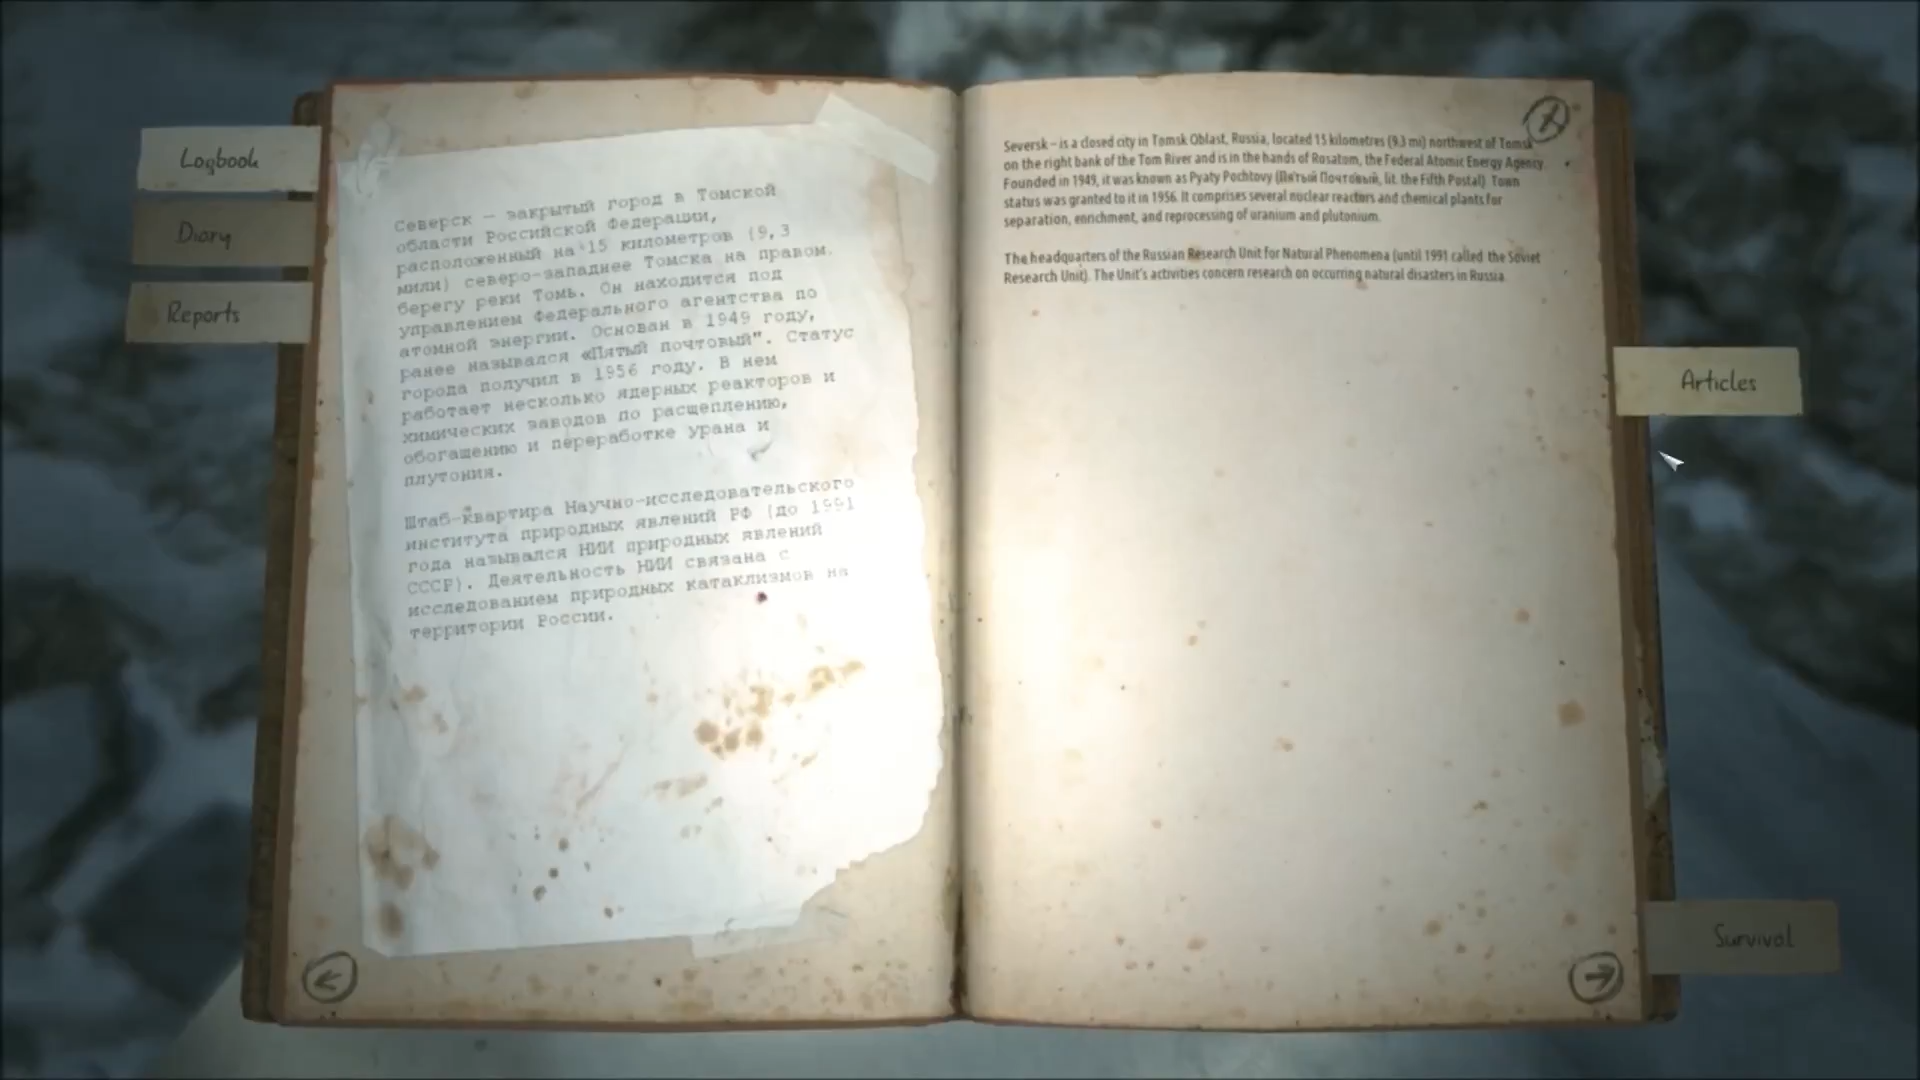 Logbook
Diary
Reports
Северск — закрытый город в Томской
области Российской Федерации,
расположенный на 15 километров (9,3
мили) северо-западнее Томска на правом
берегу реки Томь. Он находится под
управлением Федерального агентства по
атомной энергии. Основан в 1949 году,
ранее назывался «Пятый почтовый". Статус
города получил в 1956 году. В нем
работает несколько ядерных реакторов и
химических заводов по расщеплению,
обогащению и переработке урана и
плутония.
Штаб-квартира Научно-исследовательского
института природных явлений РФ (до 1991
года назывался НИИ природных явлений
СССР). Деятельность НИИ связана с
исследованием природных катаклизмов на
территории России.
Seversk – is a closed city in Tomsk Oblast, Russia, located 15 kilometres (9.3 mi) northwest of Tomsk
on the right bank of the Tom River and is in the hands of Rosatom, the Federal Atomic Energy Agency.
Founded in 1949, it was known as Pyaty Pochtovy (Пятый Почтовый, lit. the Fifth Postal). Town
status was granted to it in 1956. It comprises several nuclear reactors and chemical plants for
separation, enrichment, and reprocessing of uranium and plutonium.
The headquarters of the Russian Research Unit for Natural Phenomena (until 1991 called the Soviet
Research Unit). The Unit's activities concern research on occurring natural disasters in Russia.
Articles
Survival